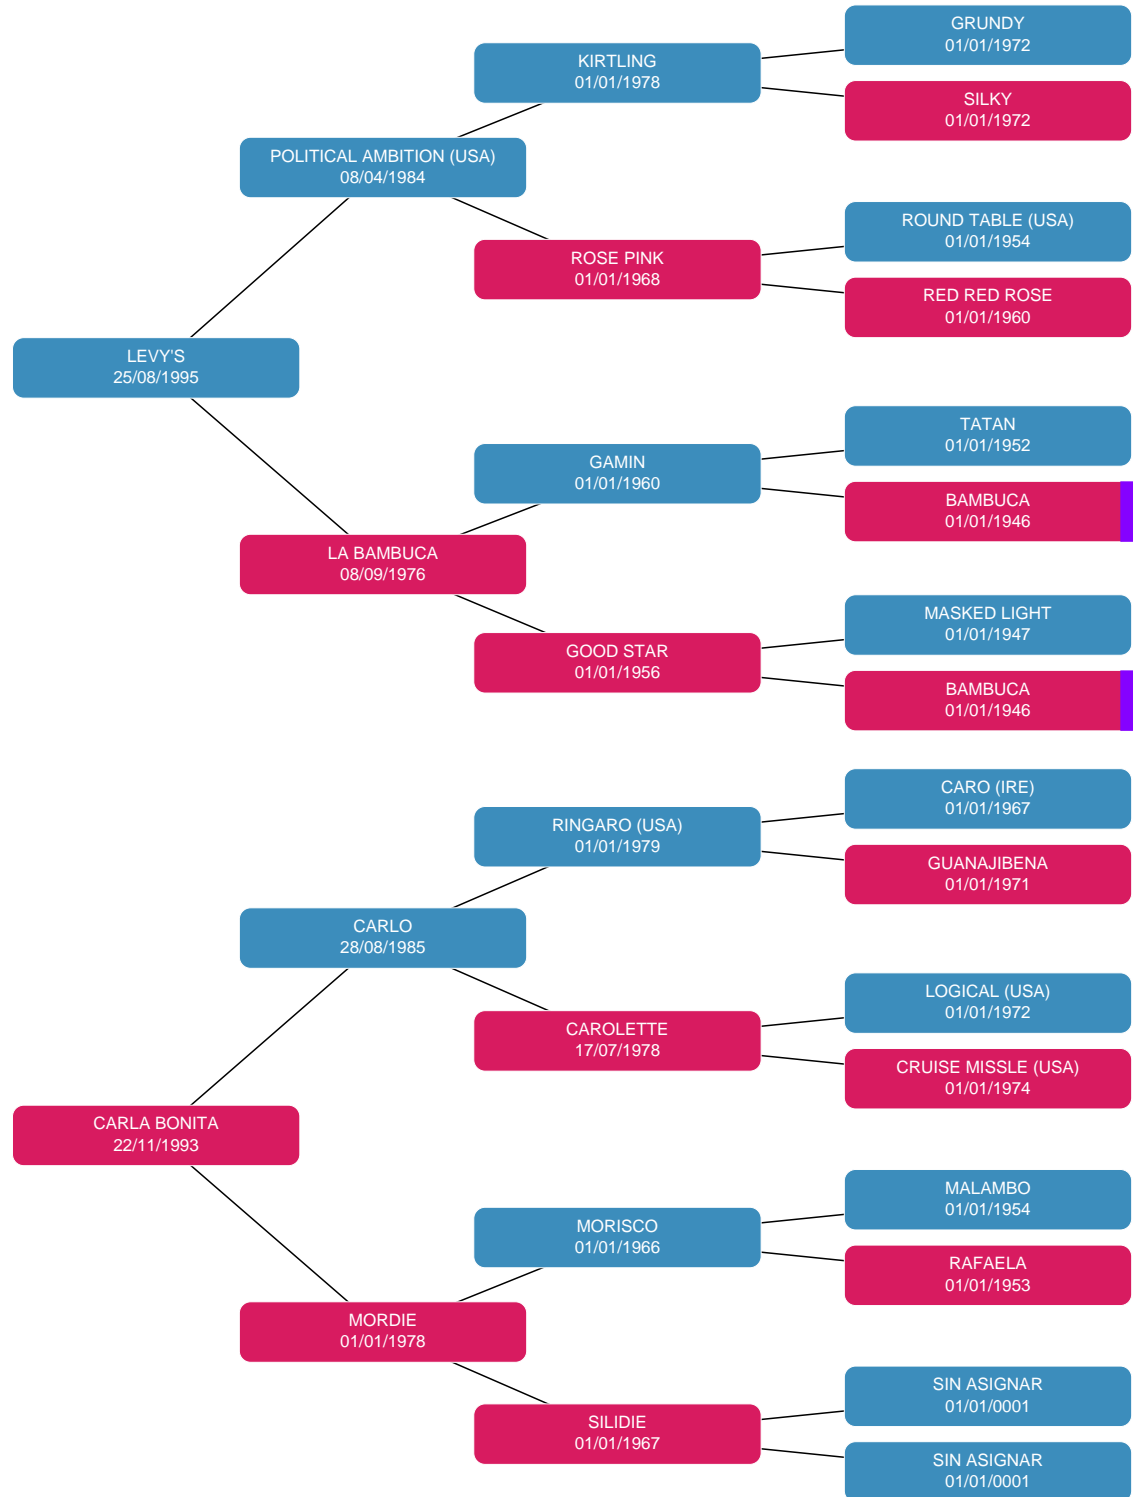 GRUNDY
01/01/1972
KIRTLING
01/01/1978
SILKY
01/01/1972
POLITICAL AMBITION (USA)
08/04/1984
ROUND TABLE (USA)
01/01/1954
ROSE PINK
01/01/1968
RED RED ROSE
01/01/1960
LEVY'S
25/08/1995
TATAN
01/01/1952
GAMIN
01/01/1960
BAMBUCA
01/01/1946
LA BAMBUCA
08/09/1976
MASKED LIGHT
01/01/1947
GOOD STAR
01/01/1956
BAMBUCA
01/01/1946
CARO (IRE)
01/01/1967
RINGARO (USA)
01/01/1979
GUANAJIBENA
01/01/1971
CARLO
28/08/1985
LOGICAL (USA)
01/01/1972
CAROLETTE
17/07/1978
CRUISE MISSLE (USA)
01/01/1974
CARLA BONITA
22/11/1993
MALAMBO
01/01/1954
MORISCO
01/01/1966
RAFAELA
01/01/1953
MORDIE
01/01/1978
SIN ASIGNAR
01/01/0001
SILIDIE
01/01/1967
SIN ASIGNAR
01/01/0001